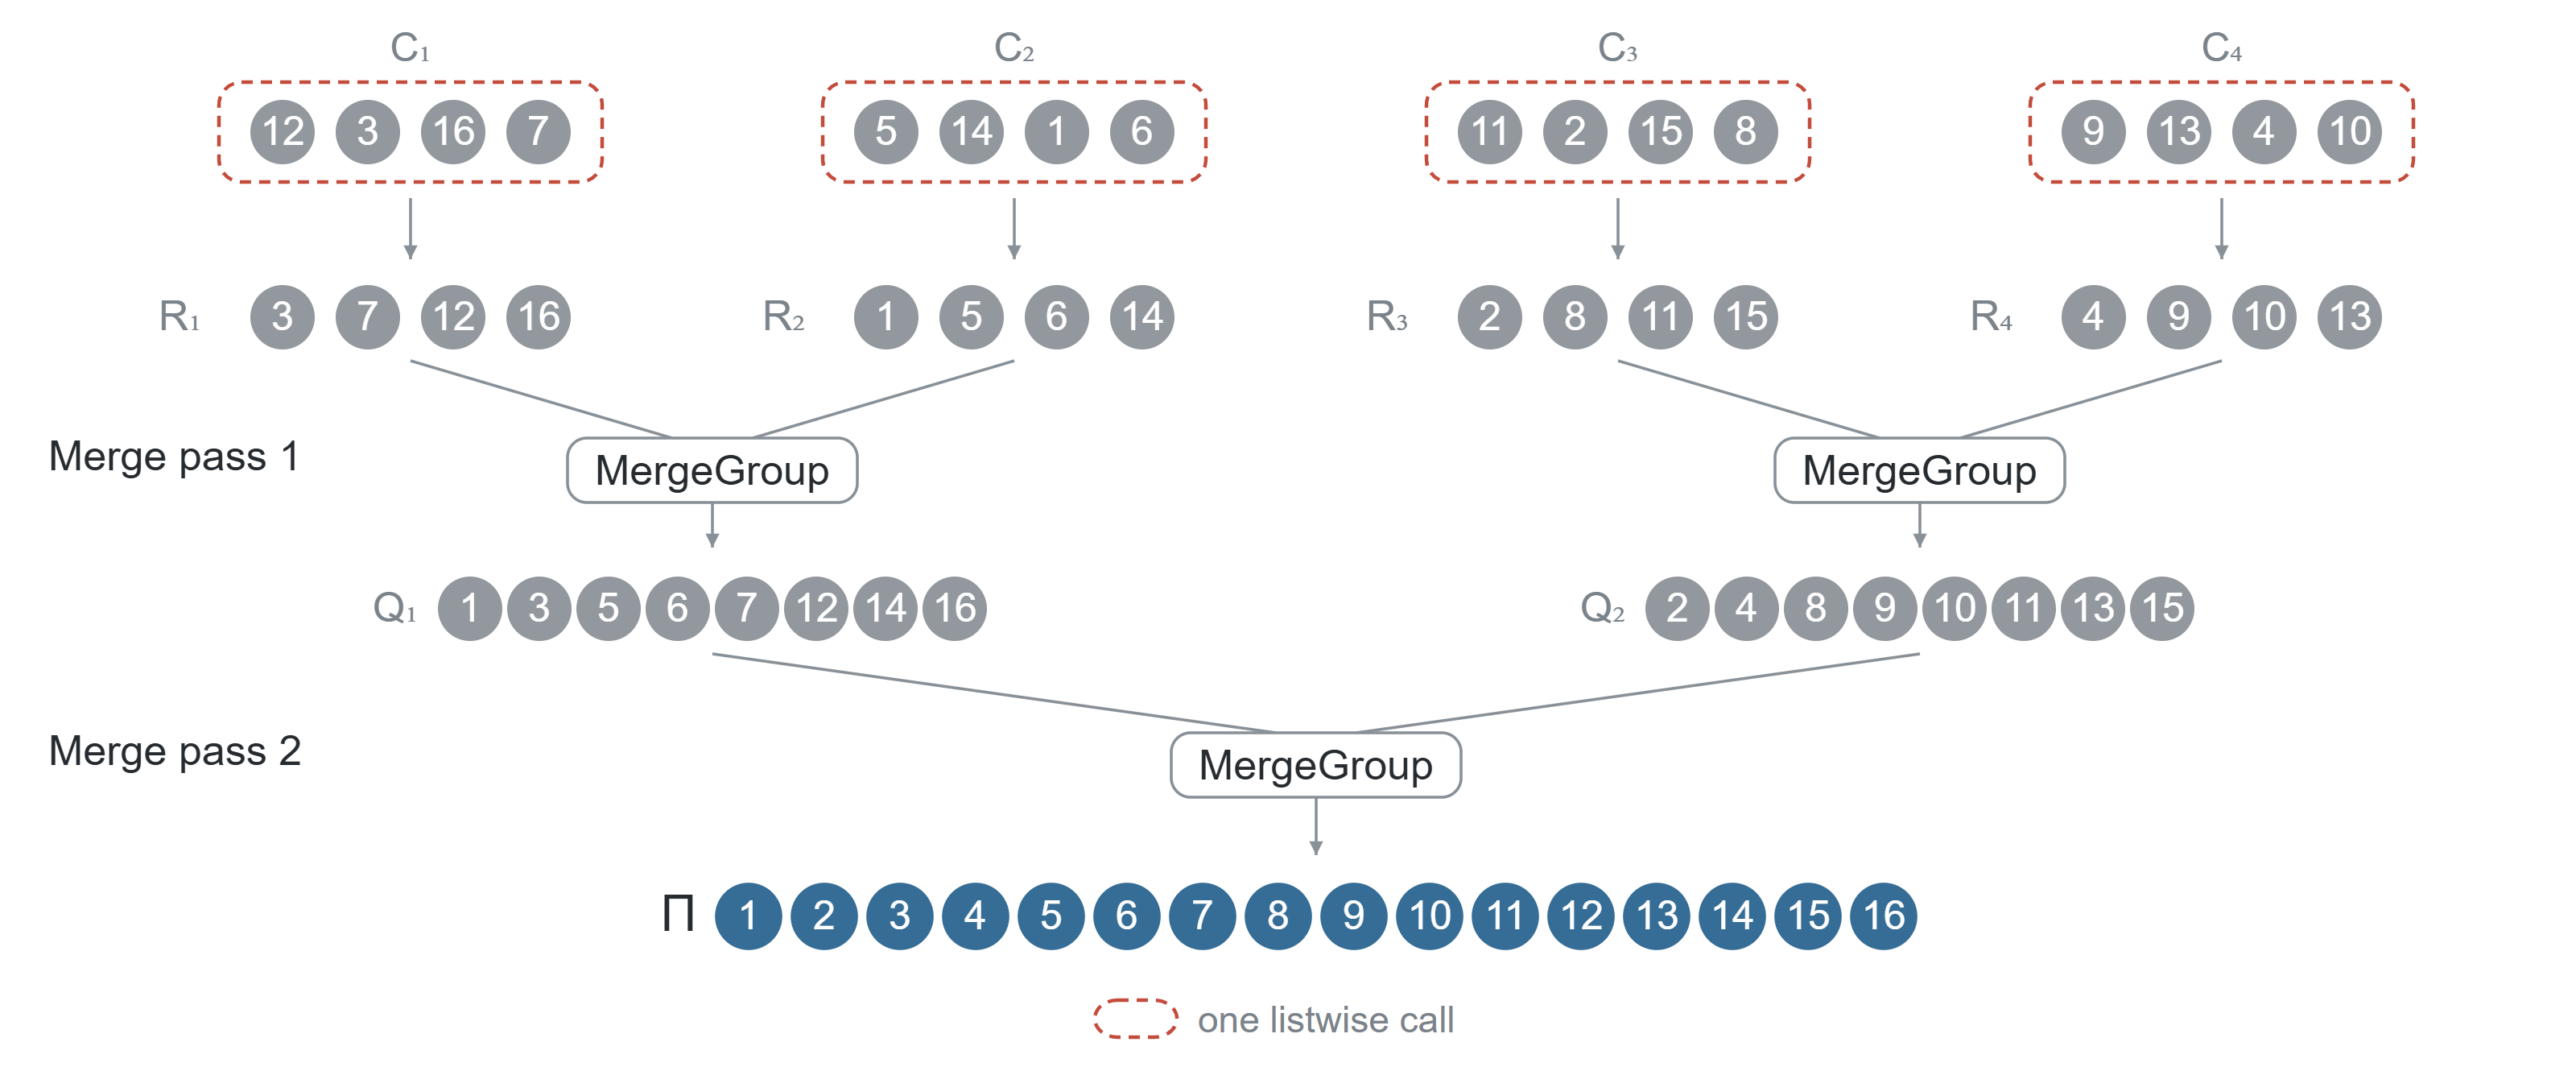 C₁ C₂ C₃ C₄
12 3 16 7 5 14 1 6 11 2 15 8 9 13 4 10
R₁ 3 7 12 16 R₂ 1 5 6 14 R₃ 2 8 11 15 R₄ 4 9 10 13
Merge pass 1 MergeGroup MergeGroup
Q₁ 1 3 5 6 7 12 14 16 Q₂ 2 4 8 9 10 11 13 15
Merge pass 2 MergeGroup
Π 1 2 3 4 5 6 7 8 9 10 11 12 13 14 15 16
one listwise call